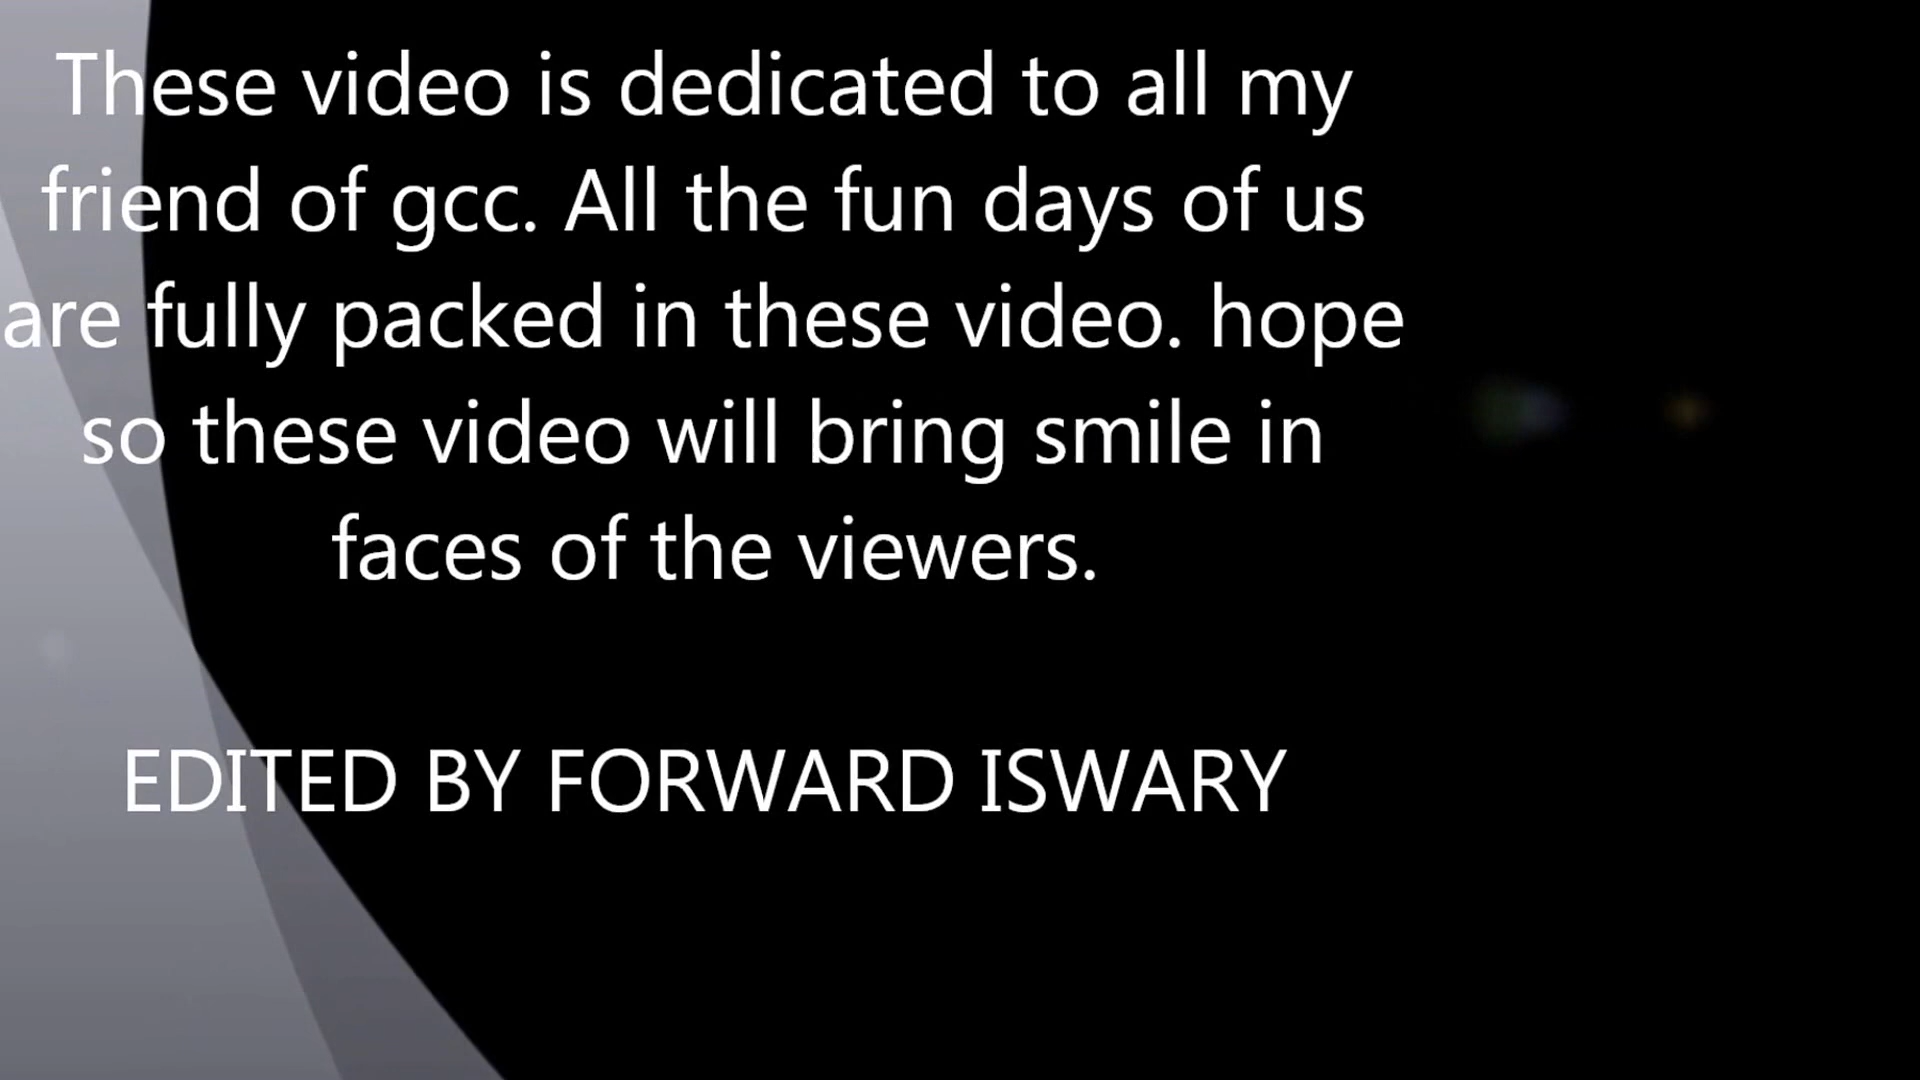 These video is dedicated to all my
friend of gcc. All the fun days of us
are fully packed in these video. hope
so these video will bring smile in
faces of the viewers.
EDITED BY FORWARD ISWARY